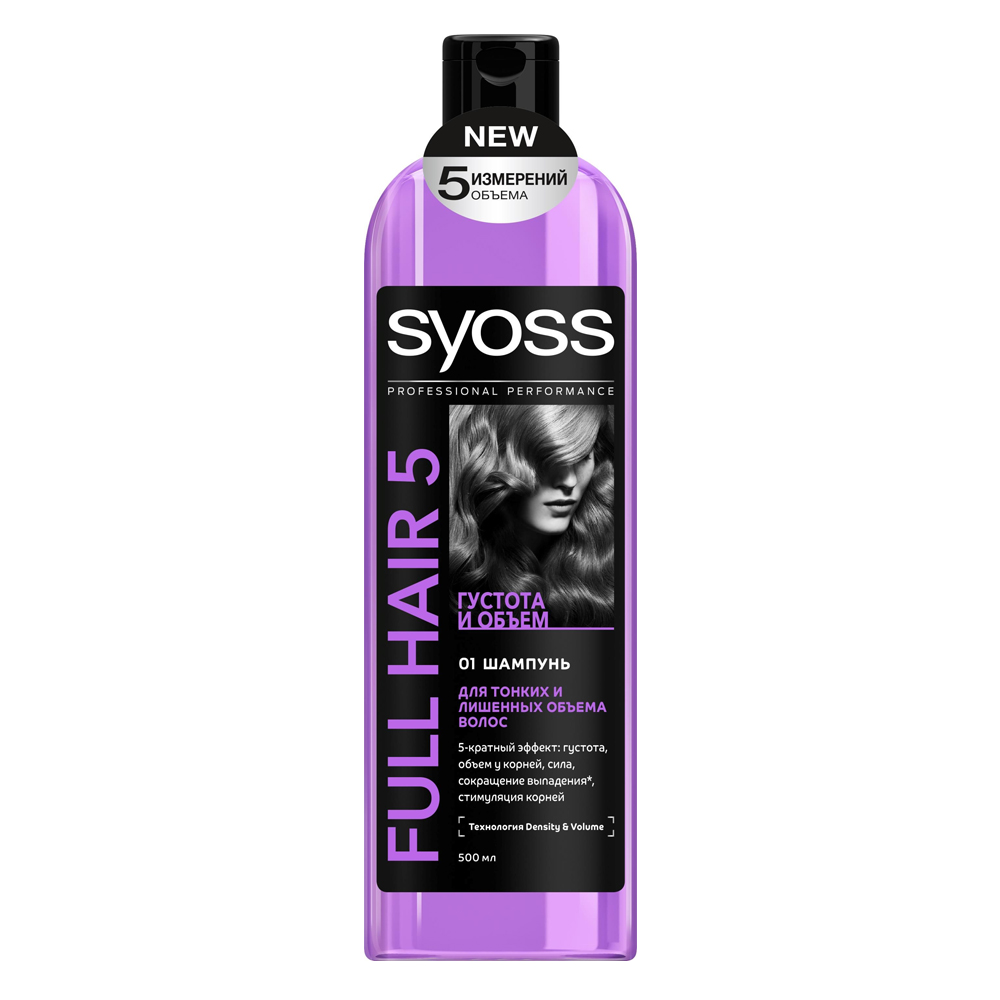 NEW
5 ИЗМЕРЕНИЙ
ОБЪЕМА
syoss
PROFESSIONAL PERFORMANCE
FULL HAIR 5
ГУСТОТА
И ОБЪЕМ
01 ШАМПУНЬ
ДЛЯ ТОНКИХ И
ЛИШЕННЫХ ОБЪЕМА
ВОЛОС
5-кратный эффект: густота,
объем у корней, сила,
сокращение выпадения*,
стимуляция корней
Технология Density & Volume
500 мл